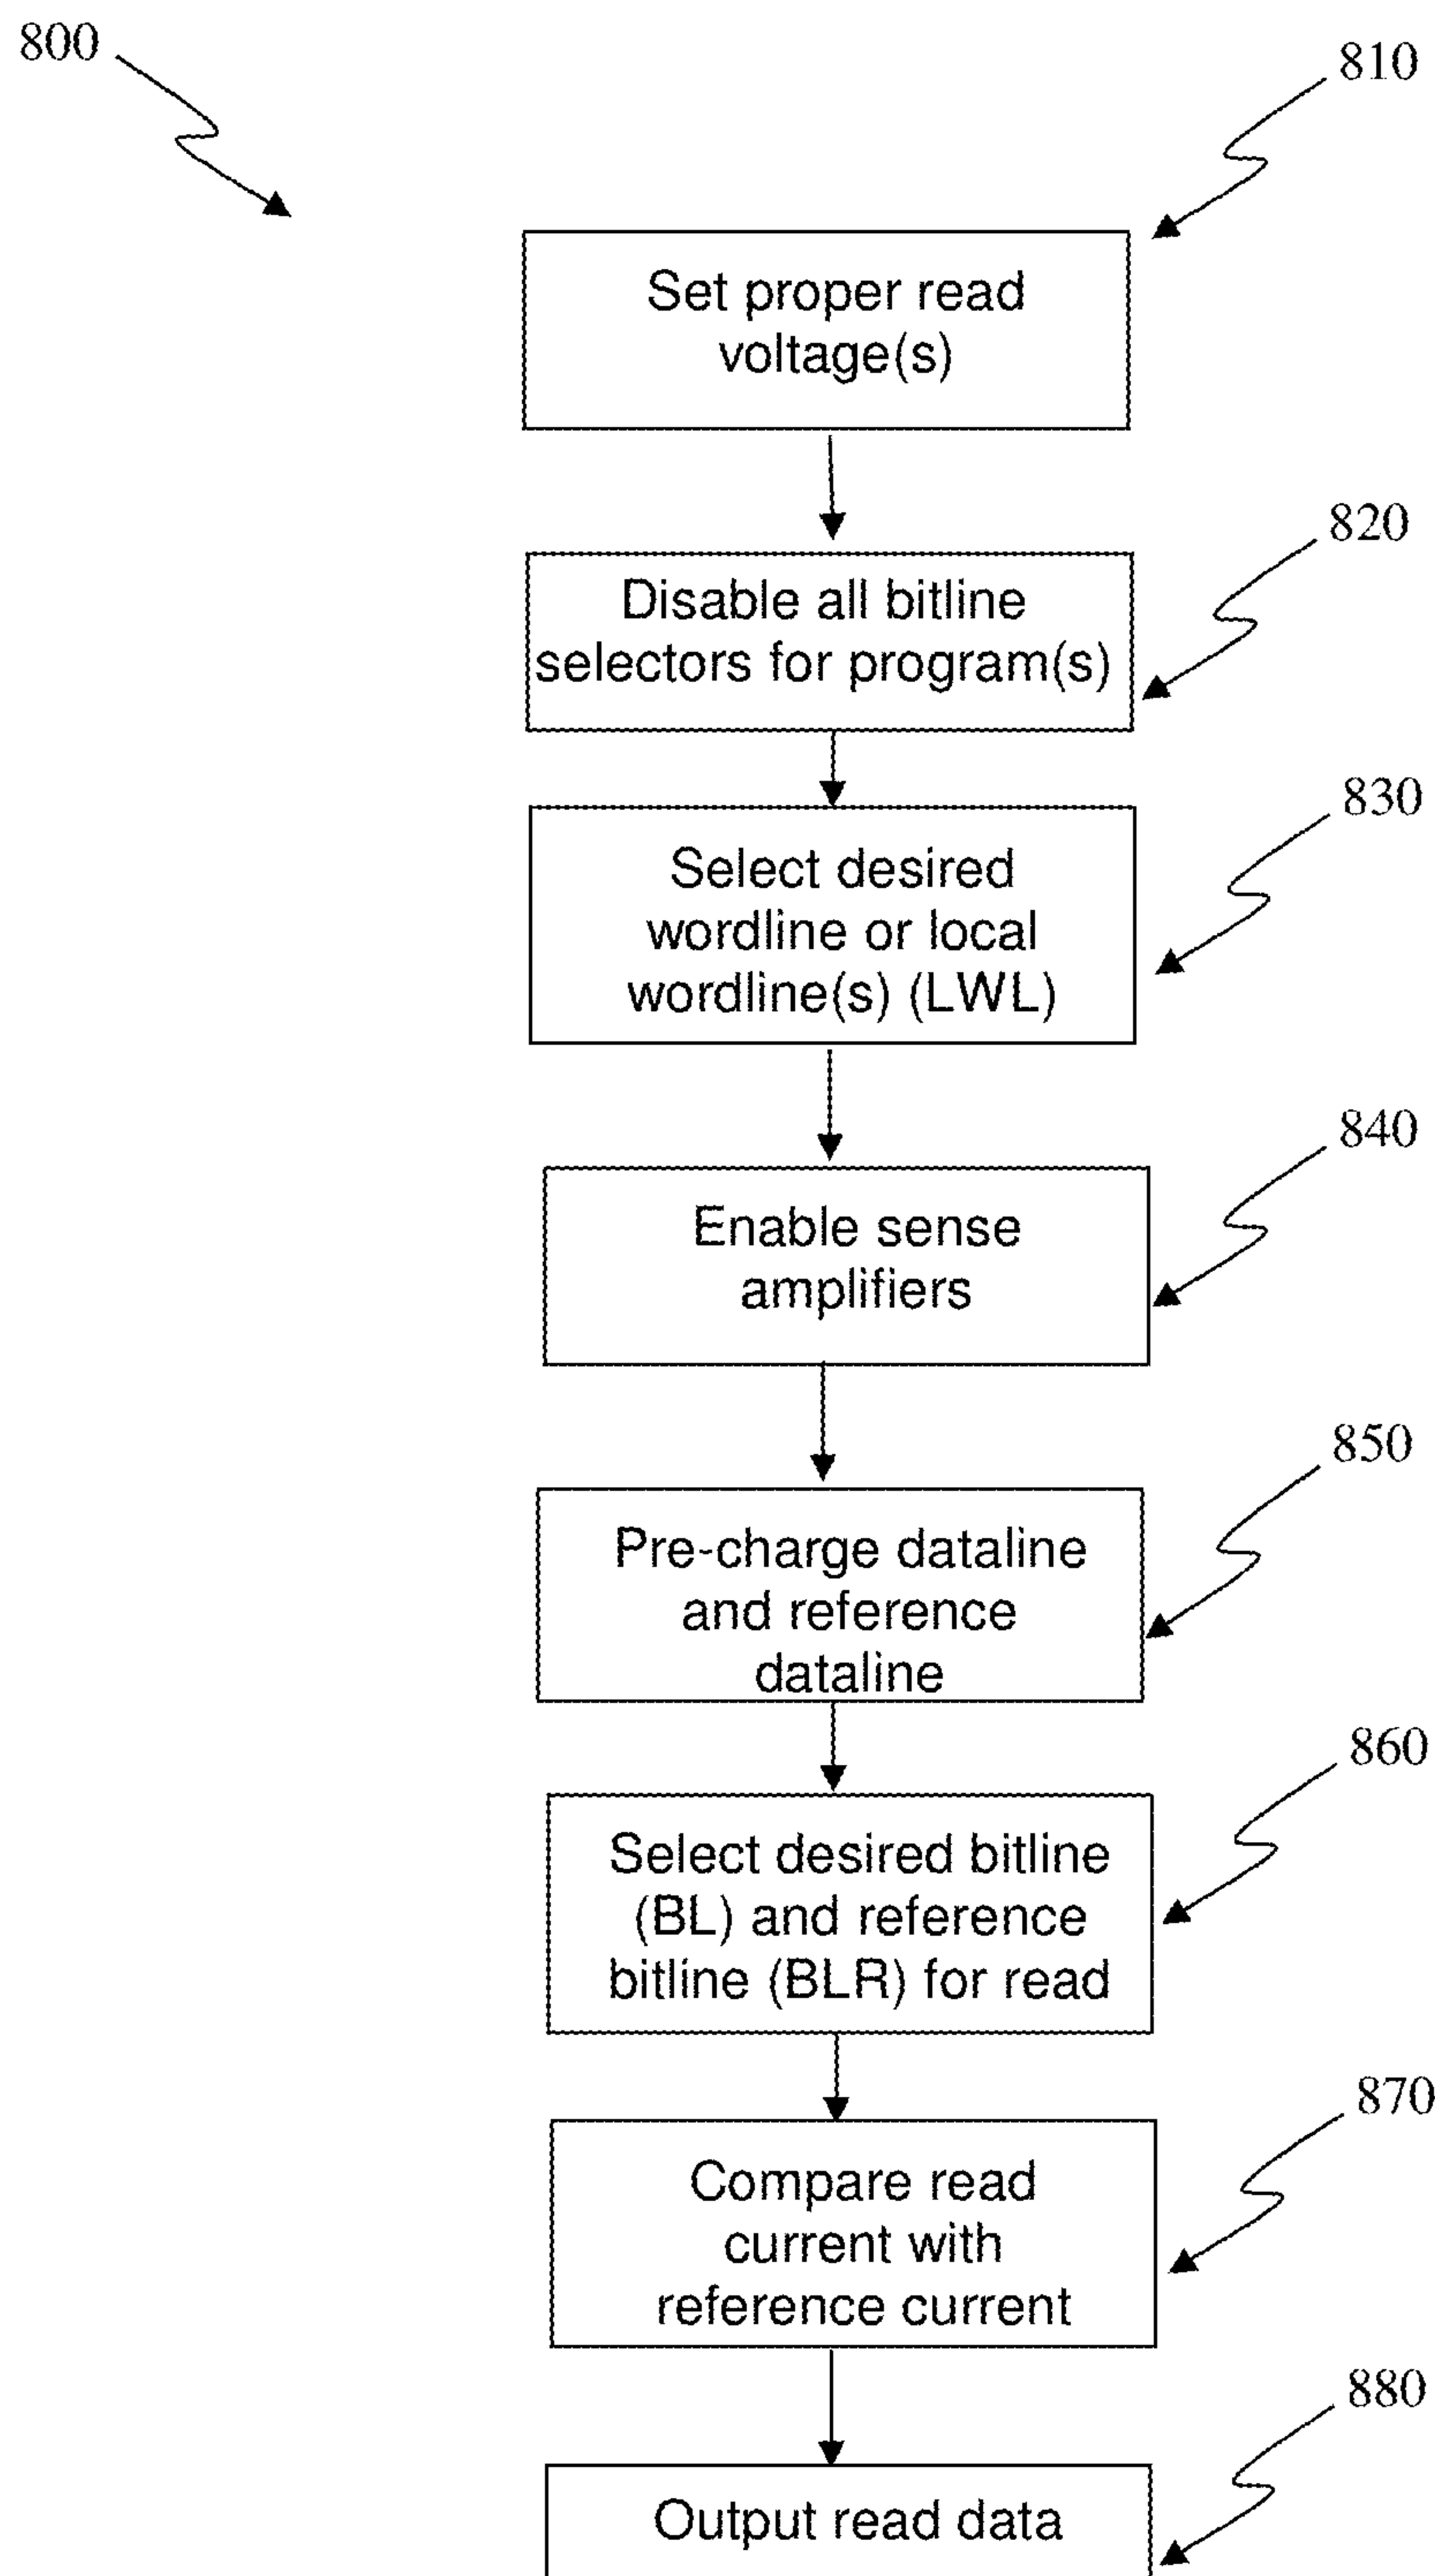 800
810
Set proper read
voltage(s)
820
Disable all bitline
selectors for program(s)
830
Select desired
wordline or local
wordline(s) (LWL)
840
Enable sense
amplifiers
850
Pre-charge dataline
and reference
dataline
860
Select desired bitline
(BL) and reference
bitline (BLR) for read
870
Compare read
current with
reference current
880
Output read data